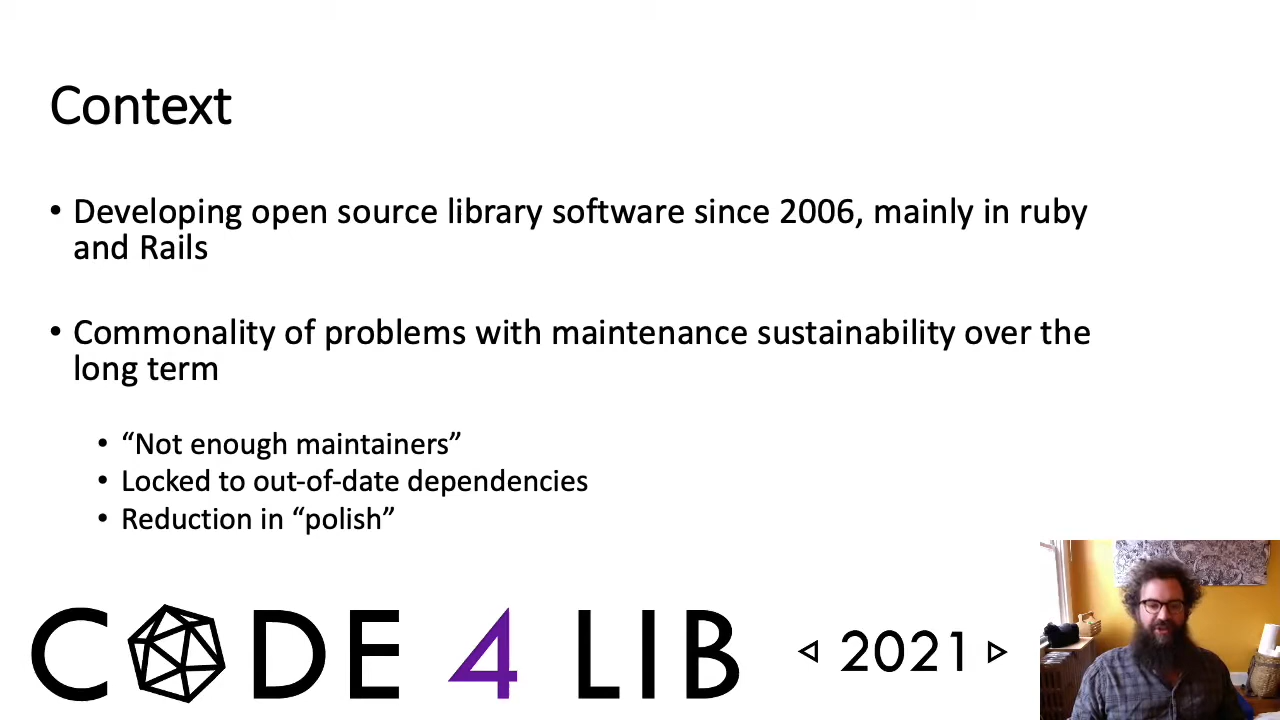 Context
• Developing open source library software since 2006, mainly in ruby
and Rails
• Commonality of problems with maintenance sustainability over the
long term
• “Not enough maintainers”
• Locked to out-of-date dependencies
• Reduction in “polish”
CODE 4 LIB
2021